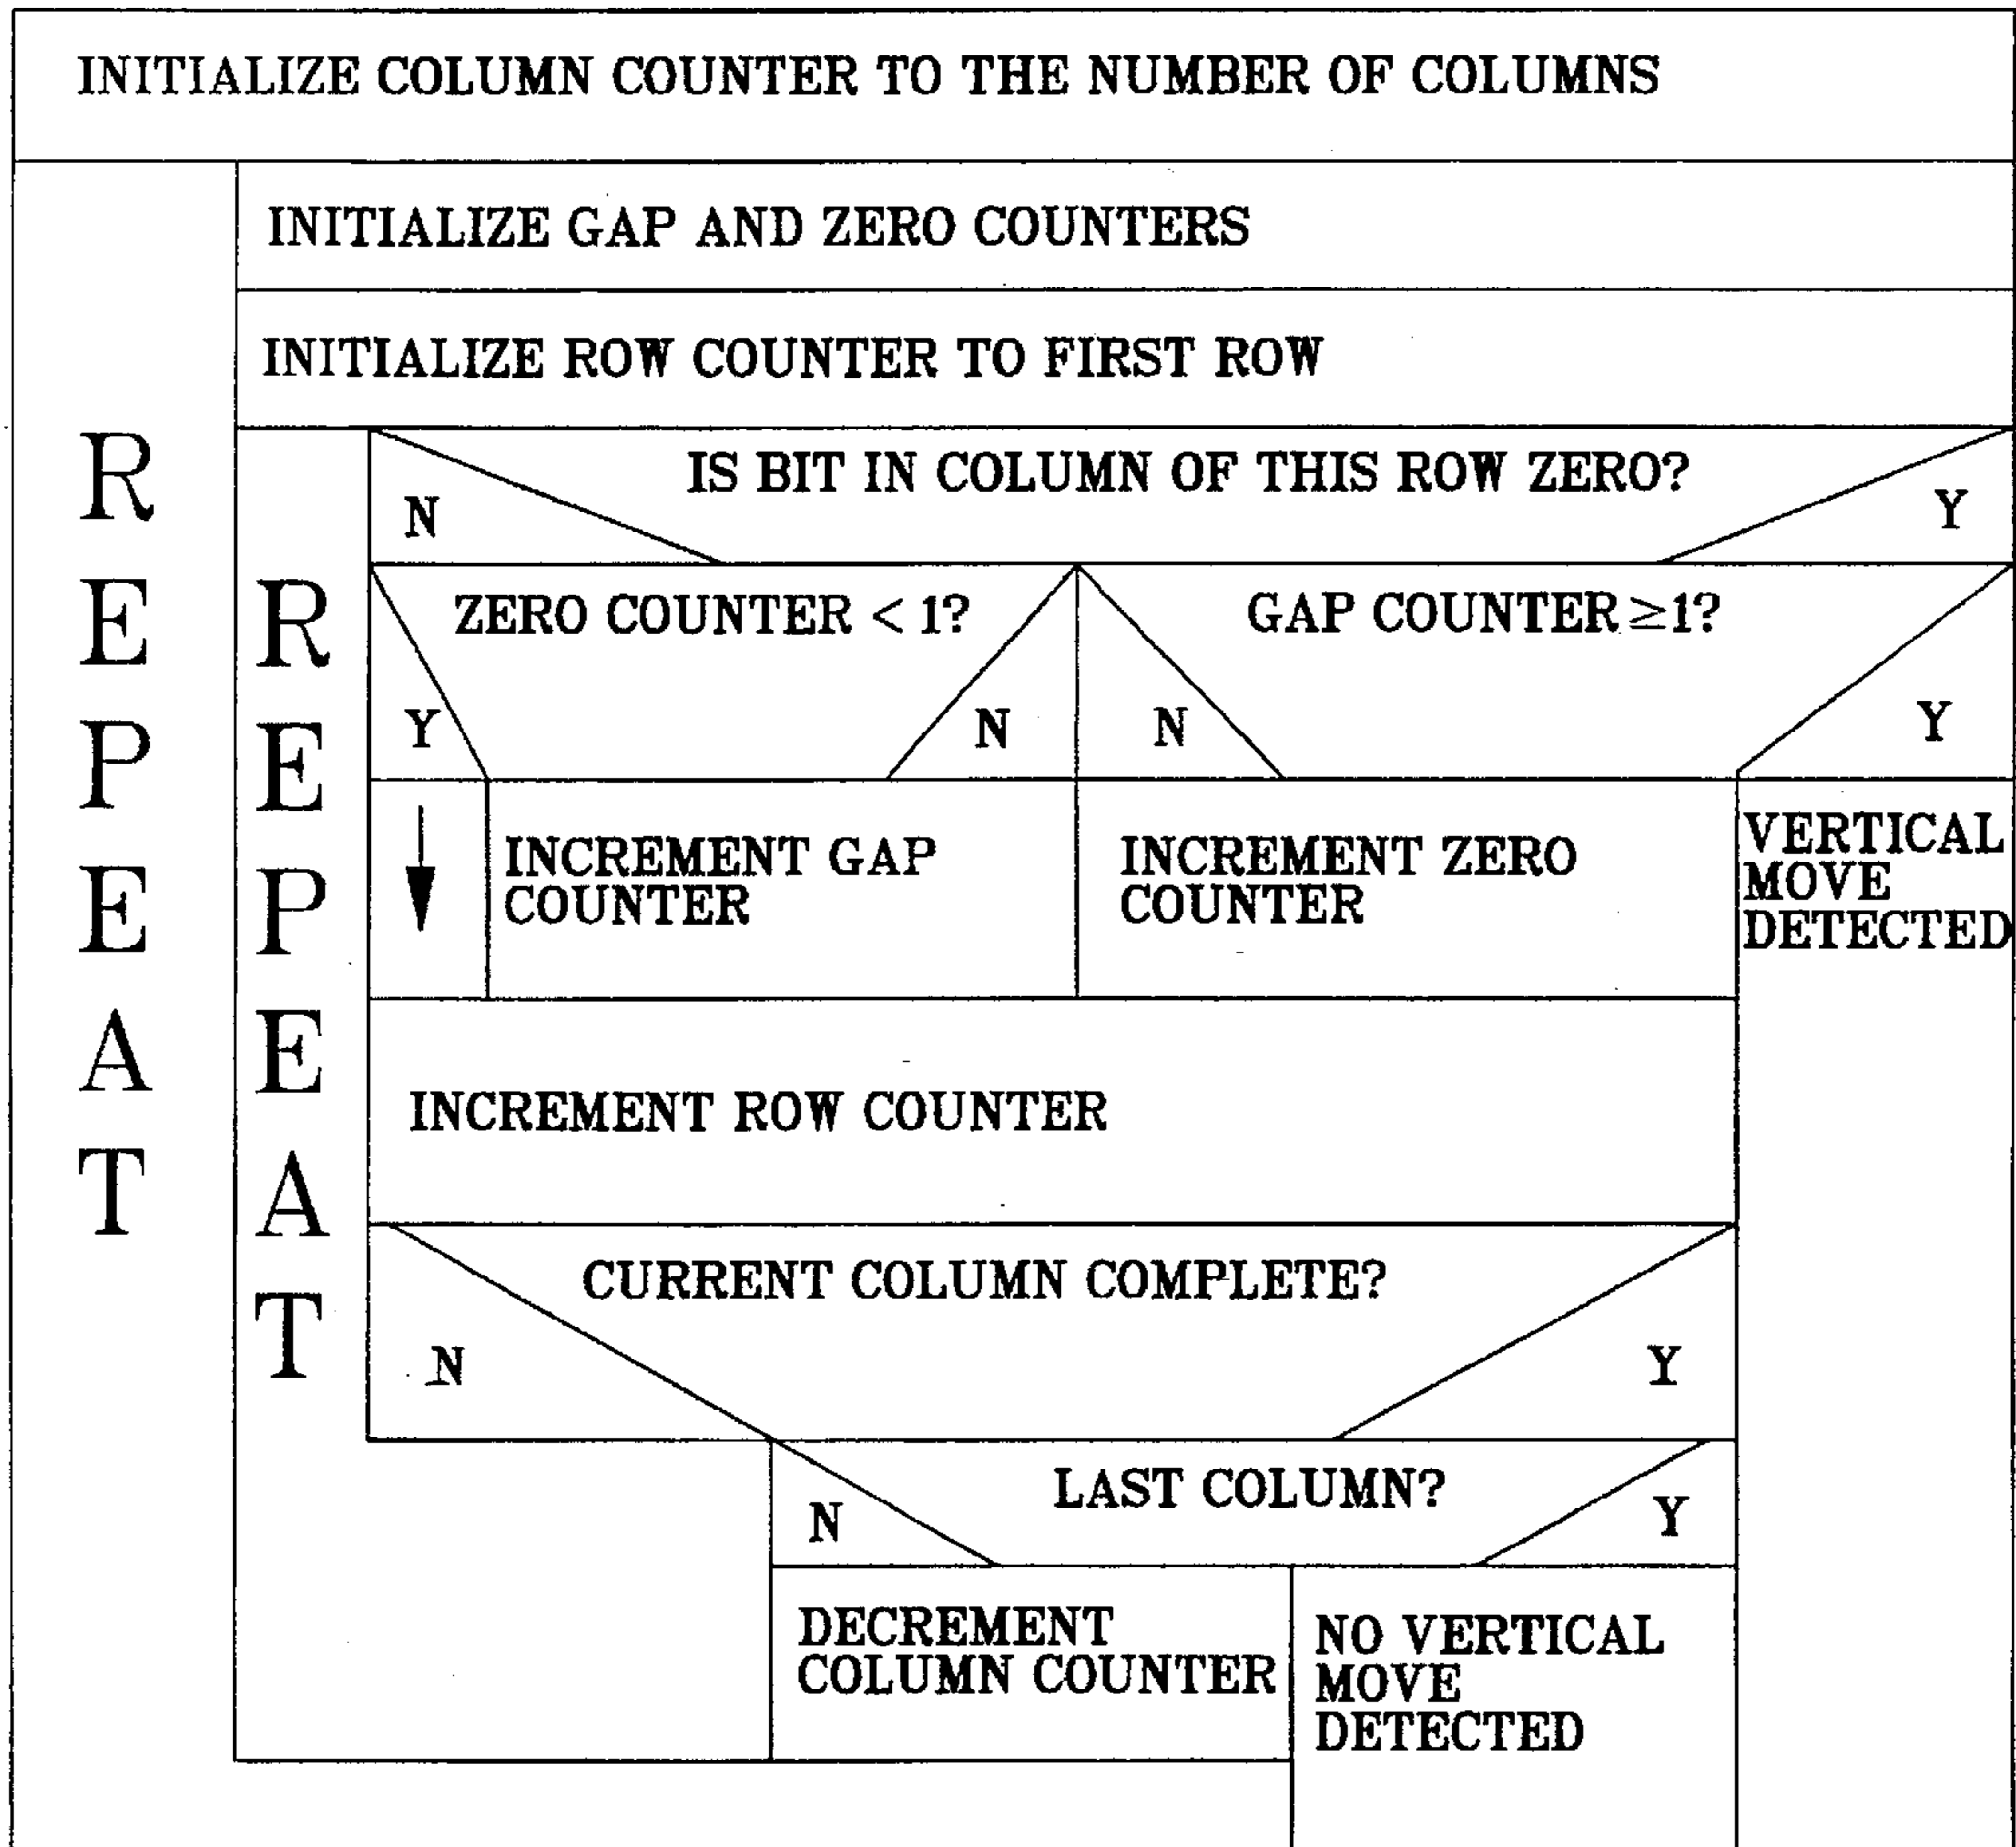 INITIALIZE COLUMN COUNTER TO THE NUMBER OF COLUMNS
REPEAT
INITIALIZE GAP AND ZERO COUNTERS
INITIALIZE ROW COUNTER TO FIRST ROW
REPEAT
IS BIT IN COLUMN OF THIS ROW ZERO?
N
Y
ZERO COUNTER < 1?
Y
N
GAP COUNTER ≥1?
N
Y
INCREMENT GAP
COUNTER
INCREMENT ZERO
COUNTER
VERTICAL
MOVE
DETECTED
INCREMENT ROW COUNTER
CURRENT COLUMN COMPLETE?
N
Y
LAST COLUMN?
N
Y
DECREMENT
COLUMN COUNTER
NO VERTICAL
MOVE
DETECTED